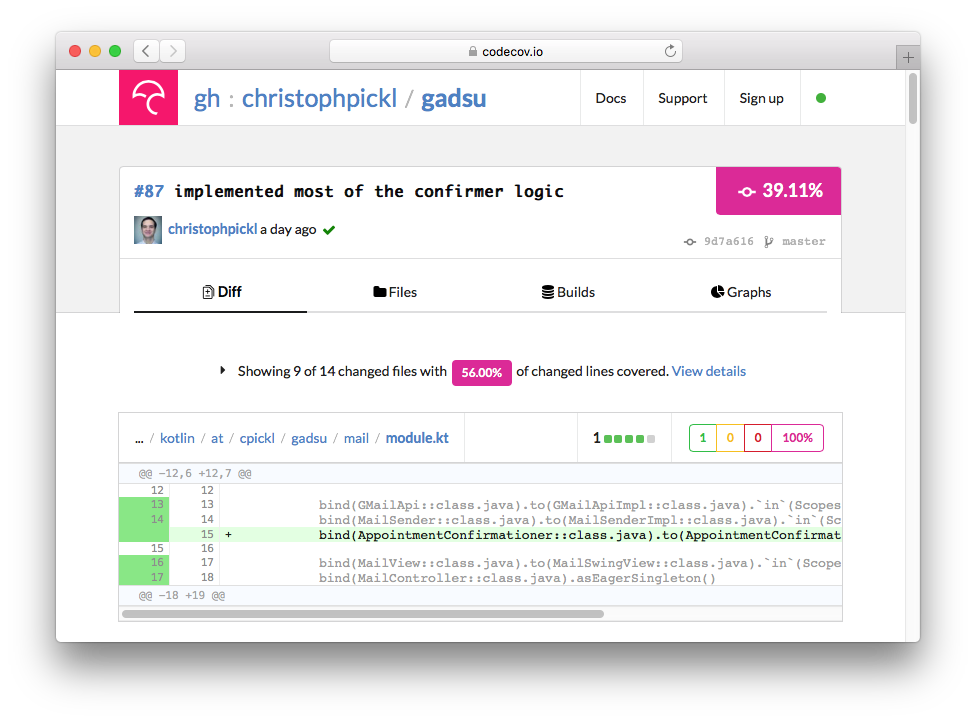 codecov.io
gh : christophpickl / gadsu
Docs
Support
Sign up
#87 implemented most of the confirmer logic
39.11%
christophpickl a day ago
9d7a616 master
Diff
Files
Builds
Graphs
Showing 9 of 14 changed files with 56.00% of changed lines covered. View details
... / kotlin / at / cpickl / gadsu / mail / module.kt
1
1 0 0 100%
@@ -12,6 +12,7 @@
12 12
13 13 bind(GMailApi::class.java).to(GMailApiImpl::class.java).`in`(Scopes
14 14 bind(MailSender::class.java).to(MailSenderImpl::class.java).`in`(Sc
15 + bind(AppointmentConfirmationer::class.java).to(AppointmentConfirmat
15 16
16 17 bind(MailView::class.java).to(MailSwingView::class.java).`in`(Scope
17 18 bind(MailController::class.java).asEagerSingleton()
@@ -18 +19 @@